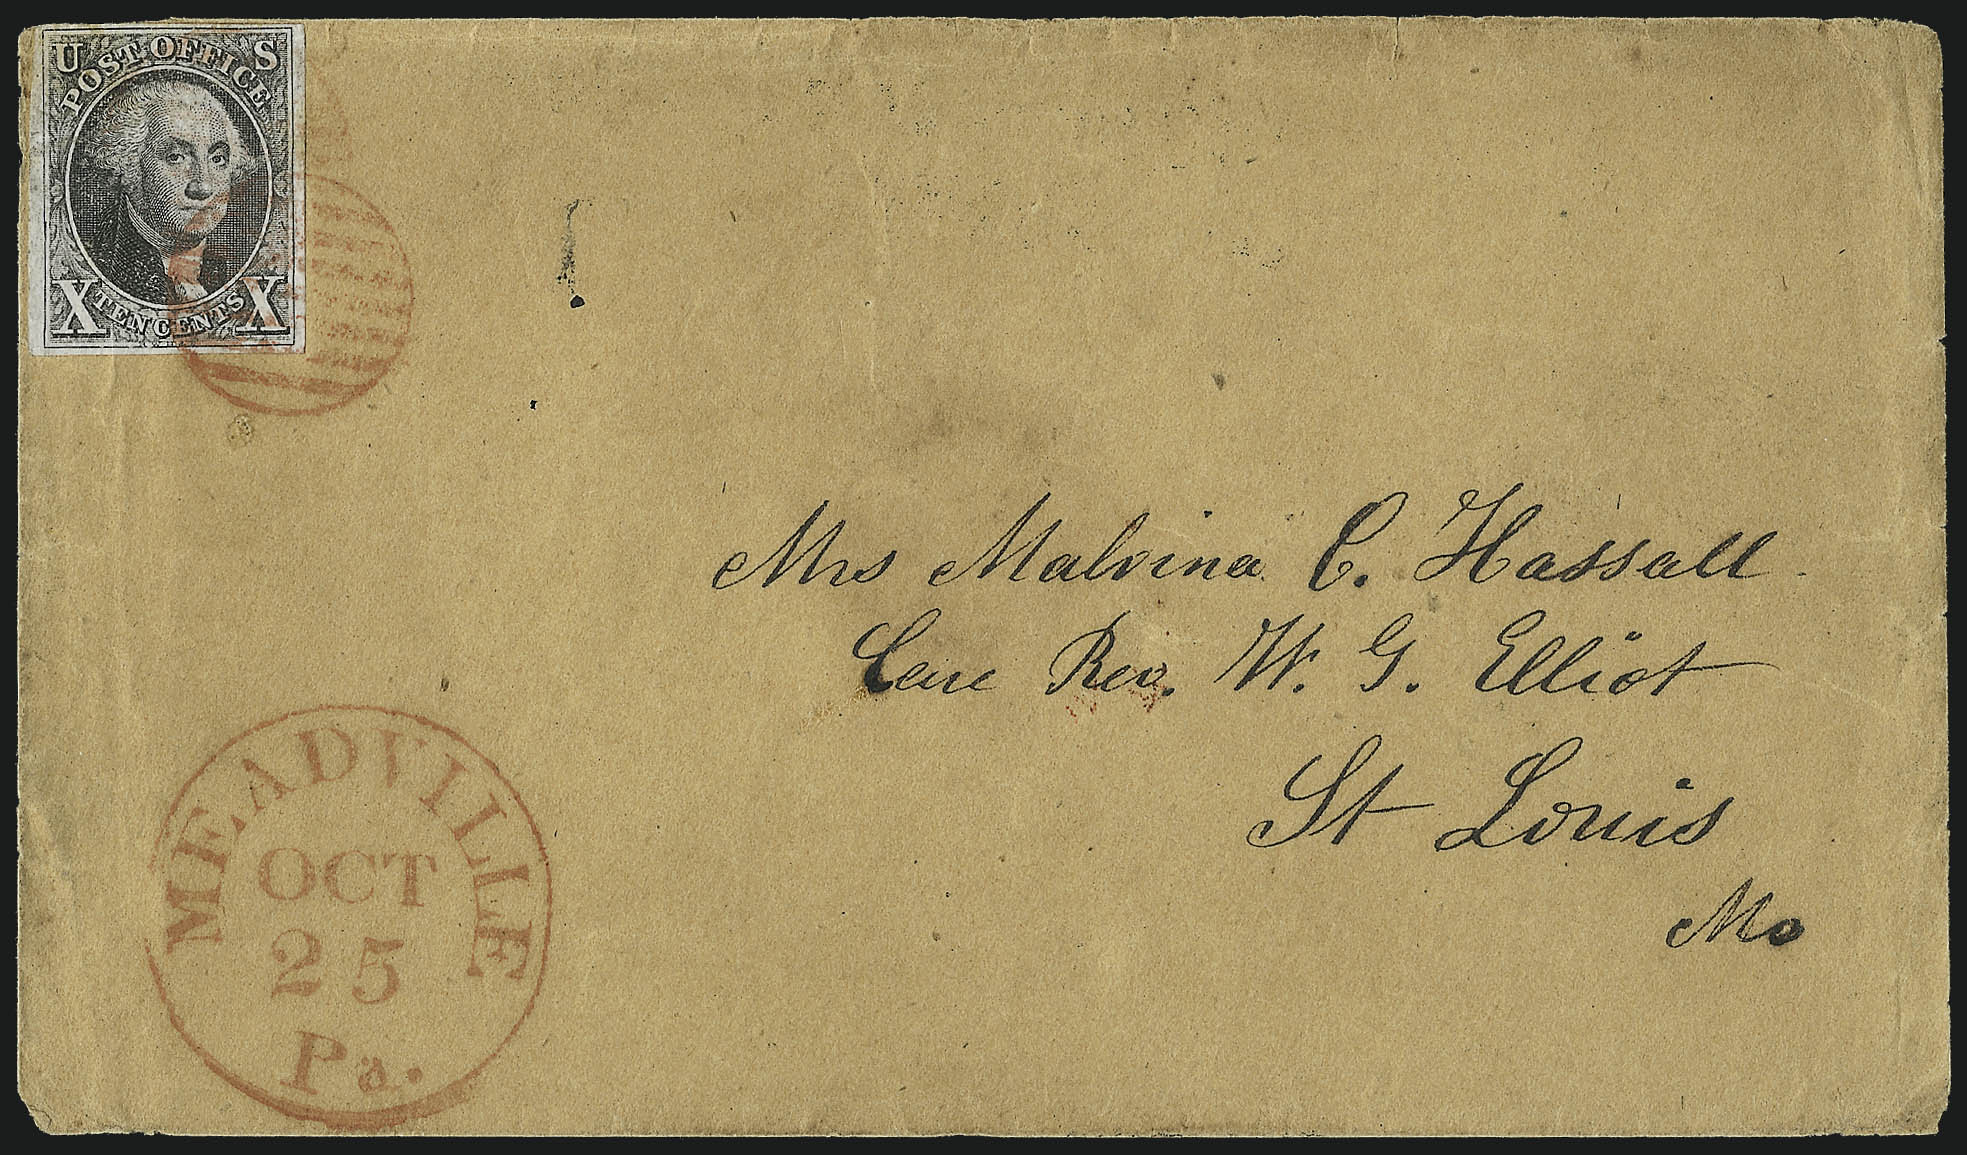 U S
POST OFFICE
X TEN CENTS X
Mrs Malvina C. Hassall
Care Rev. W. G. Elliot
St Louis
Mo
MEADVILLE
OCT
25
Pa.